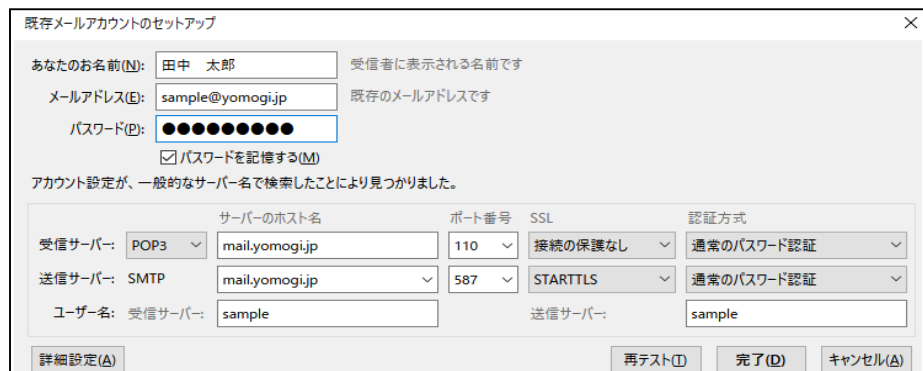 既存メールアカウントのセットアップ
あなたのお名前(N): 田中　太郎 受信者に表示される名前です
メールアドレス(E): sample@yomogi.jp 既存のメールアドレスです
パスワード(P): ●●●●●●●●●
パスワードを記憶する(M)
アカウント設定が、一般的なサーバー名で検索したことにより見つかりました。
サーバーのホスト名 ポート番号 SSL 認証方式
受信サーバー: POP3 mail.yomogi.jp 110 接続の保護なし 通常のパスワード認証
送信サーバー: SMTP mail.yomogi.jp 587 STARTTLS 通常のパスワード認証
ユーザー名: 受信サーバー: sample 送信サーバー: sample
詳細設定(A) 再テスト(T) 完了(D) キャンセル(A)